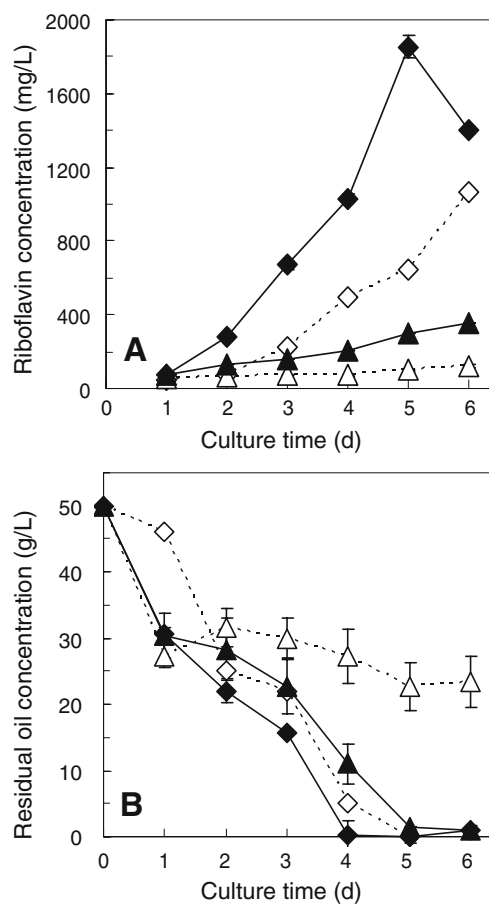 2000
1600
1200
800
400
0
0 1 2 3 4 5 6
Riboflavin concentration (mg/L)
A
Culture time (d)
50
40
30
20
10
0
0 1 2 3 4 5 6
Residual oil concentration (g/L)
B
Culture time (d)